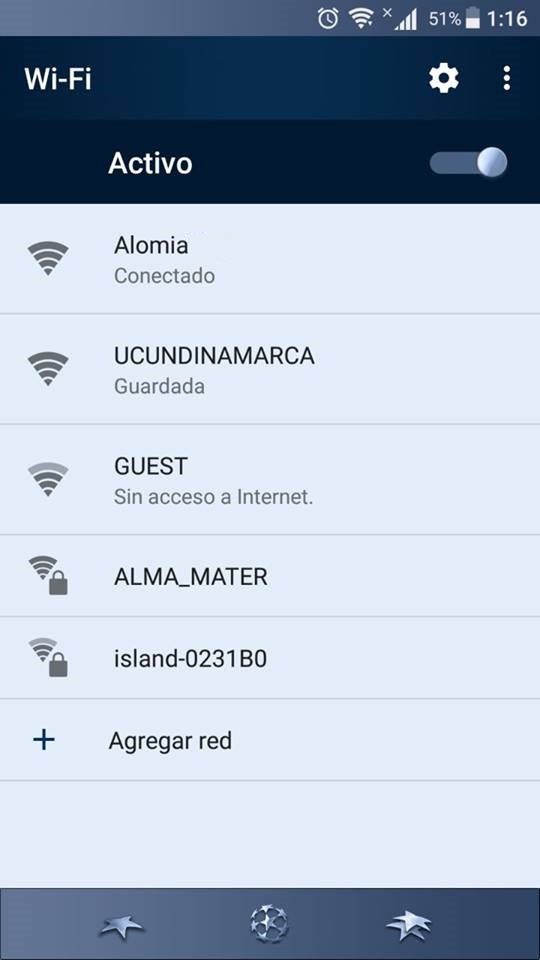 51% 1:16
Wi-Fi
Activo
Alomia
Conectado
UCUNDINAMARCA
Guardada
GUEST
Sin acceso a Internet.
ALMA_MATER
island-0231B0
Agregar red